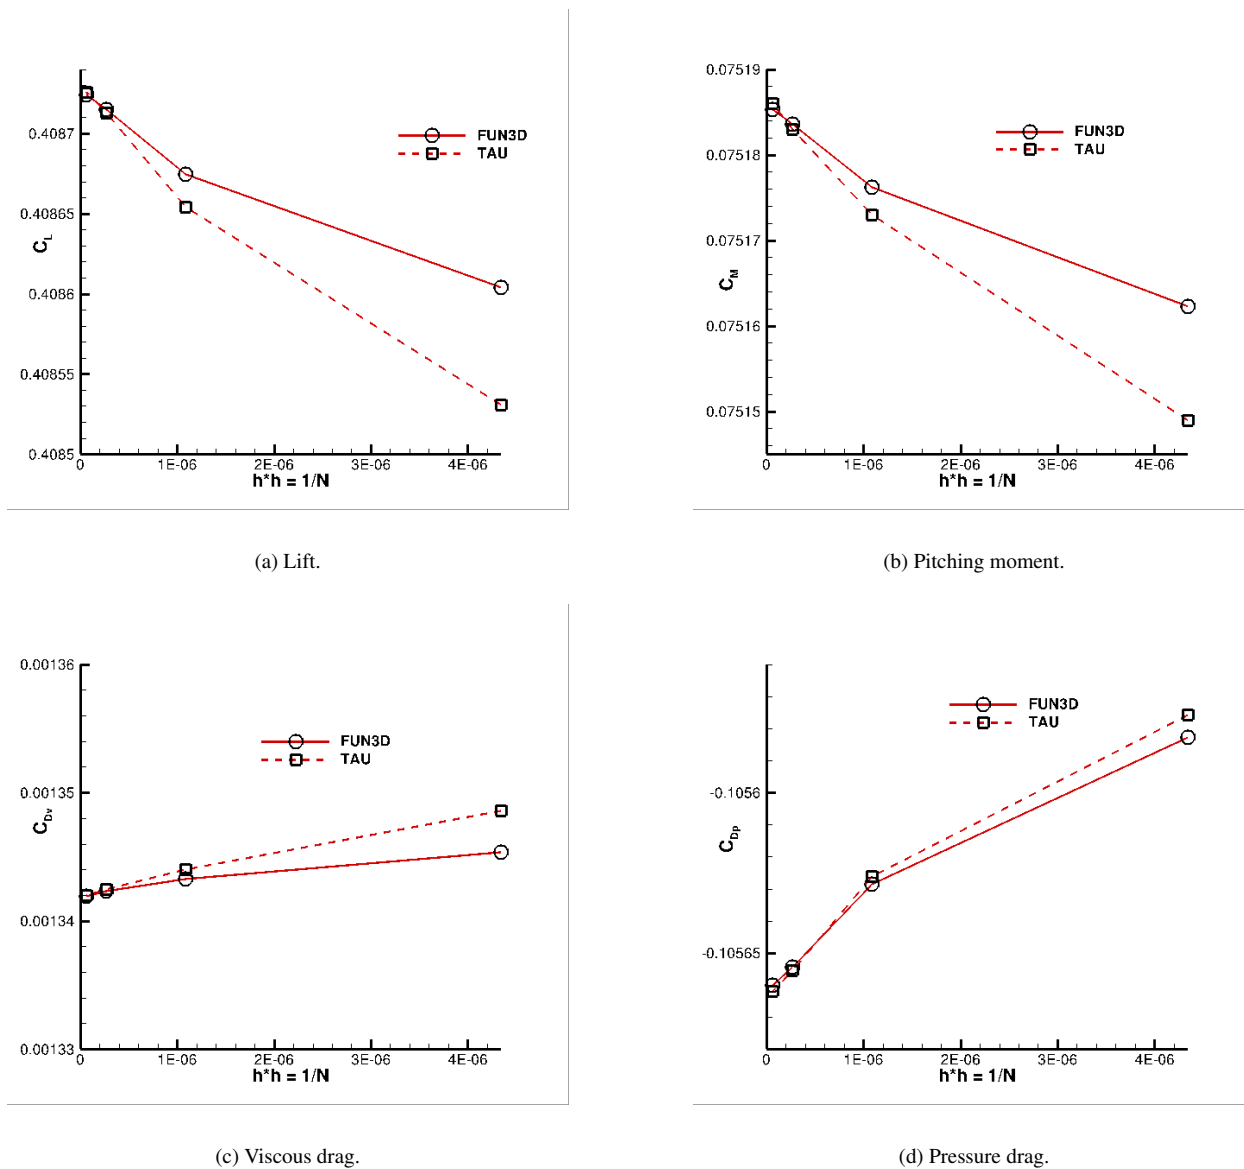 0.4087
0.40865
0.4086
0.40855
0.4085
C_L
FUN3D
TAU
0 1E-06 2E-06 3E-06 4E-06
h*h = 1/N
(a) Lift.
0.07519
0.07518
0.07517
0.07516
0.07515
C_M
FUN3D
TAU
0 1E-06 2E-06 3E-06 4E-06
h*h = 1/N
(b) Pitching moment.
0.00136
0.00135
0.00134
0.00133
C_Dv
FUN3D
TAU
0 1E-06 2E-06 3E-06 4E-06
h*h = 1/N
(c) Viscous drag.
-0.1056
-0.10565
C_Dp
FUN3D
TAU
0 1E-06 2E-06 3E-06 4E-06
h*h = 1/N
(d) Pressure drag.